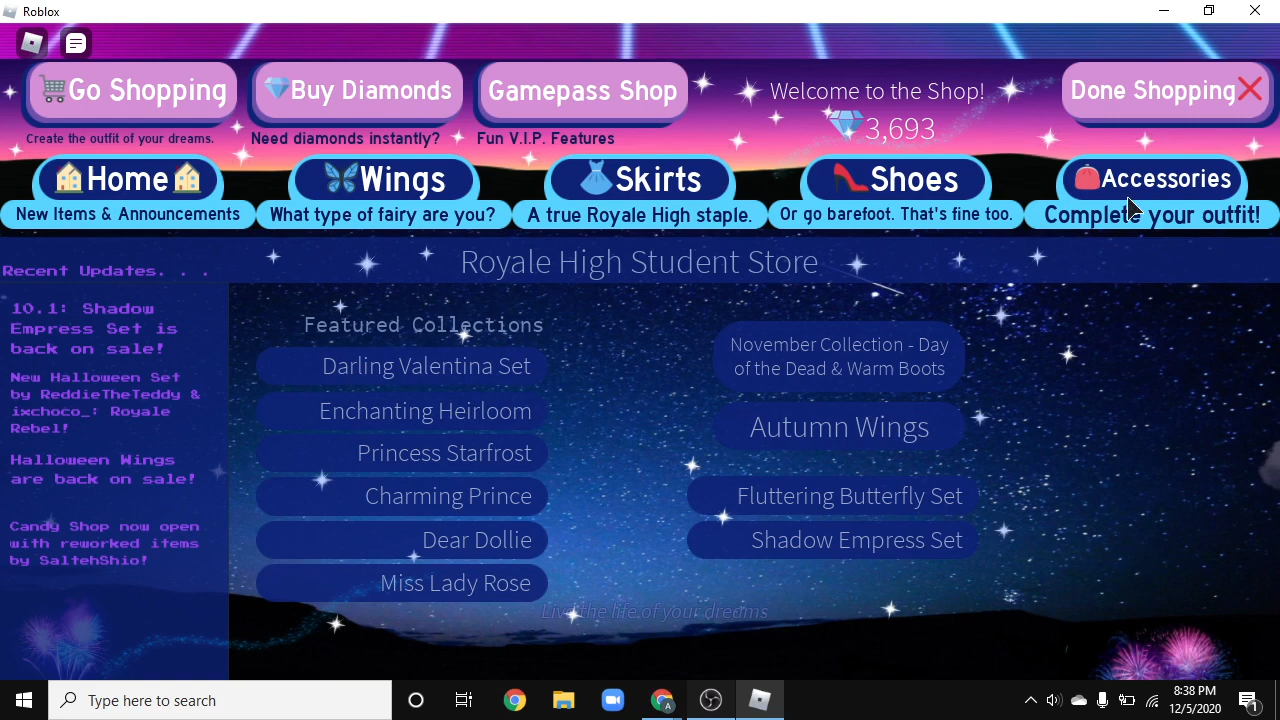 Roblox
Go Shopping
Buy Diamonds
Gamepass Shop
Welcome to the Shop!
Done Shopping
3,693
Create the outfit of your dreams.
Need diamonds instantly?
Fun V.I.P. Features
Home
Wings
Skirts
Shoes
Accessories
New Items & Announcements
What type of fairy are you?
A true Royale High staple.
Or go barefoot. That's fine too.
Complete your outfit!
Recent Updates. . .
Royale High Student Store
10.1: Shadow
Empress Set is
back on sale!
New Halloween Set
by ReddieTheTeddy &
ixchoco_: Royale
Rebel!
Halloween Wings
are back on sale!
Candy Shop now open
with reworked items
by SaltehShio!
Featured Collections
Darling Valentina Set
Enchanting Heirloom
Princess Starfrost
Charming Prince
Dear Dollie
Miss Lady Rose
November Collection - Day
of the Dead & Warm Boots
Autumn Wings
Fluttering Butterfly Set
Shadow Empress Set
Live the life of your dreams
Type here to search
A
8:38 PM
12/5/2020
1